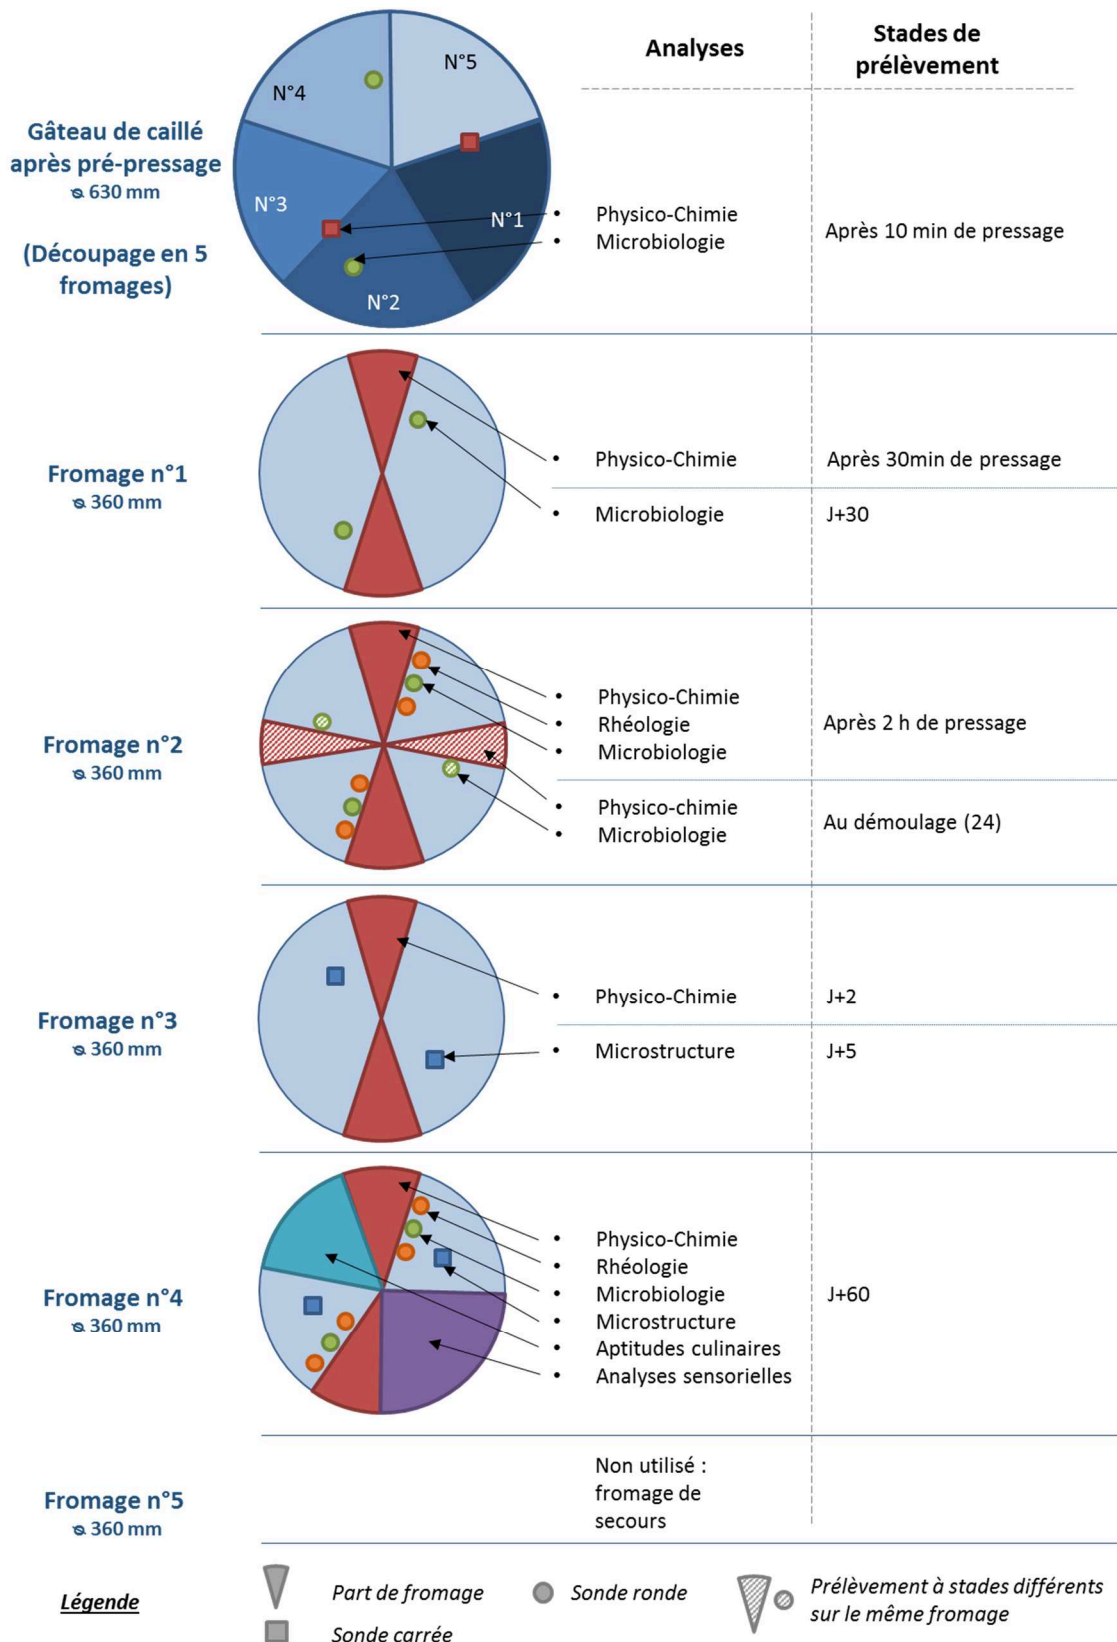 Analyses
Stades de
prélèvement
Gâteau de caillé
après pré-pressage
⌀ 630 mm
(Découpage en 5
fromages)
N°5
N°4
N°3
N°1
N°2
• Physico-Chimie
• Microbiologie
Après 10 min de pressage
Fromage n°1
⌀ 360 mm
• Physico-Chimie
Après 30min de pressage
• Microbiologie
J+30
Fromage n°2
⌀ 360 mm
• Physico-Chimie
• Rhéologie
• Microbiologie
Après 2 h de pressage
• Physico-chimie
• Microbiologie
Au démoulage (24)
Fromage n°3
⌀ 360 mm
• Physico-Chimie
J+2
• Microstructure
J+5
Fromage n°4
⌀ 360 mm
• Physico-Chimie
• Rhéologie
• Microbiologie
• Microstructure
• Aptitudes culinaires
• Analyses sensorielles
J+60
Fromage n°5
⌀ 360 mm
Non utilisé :
fromage de
secours
Légende
Part de fromage
Sonde carrée
Sonde ronde
Prélèvement à stades différents
sur le même fromage